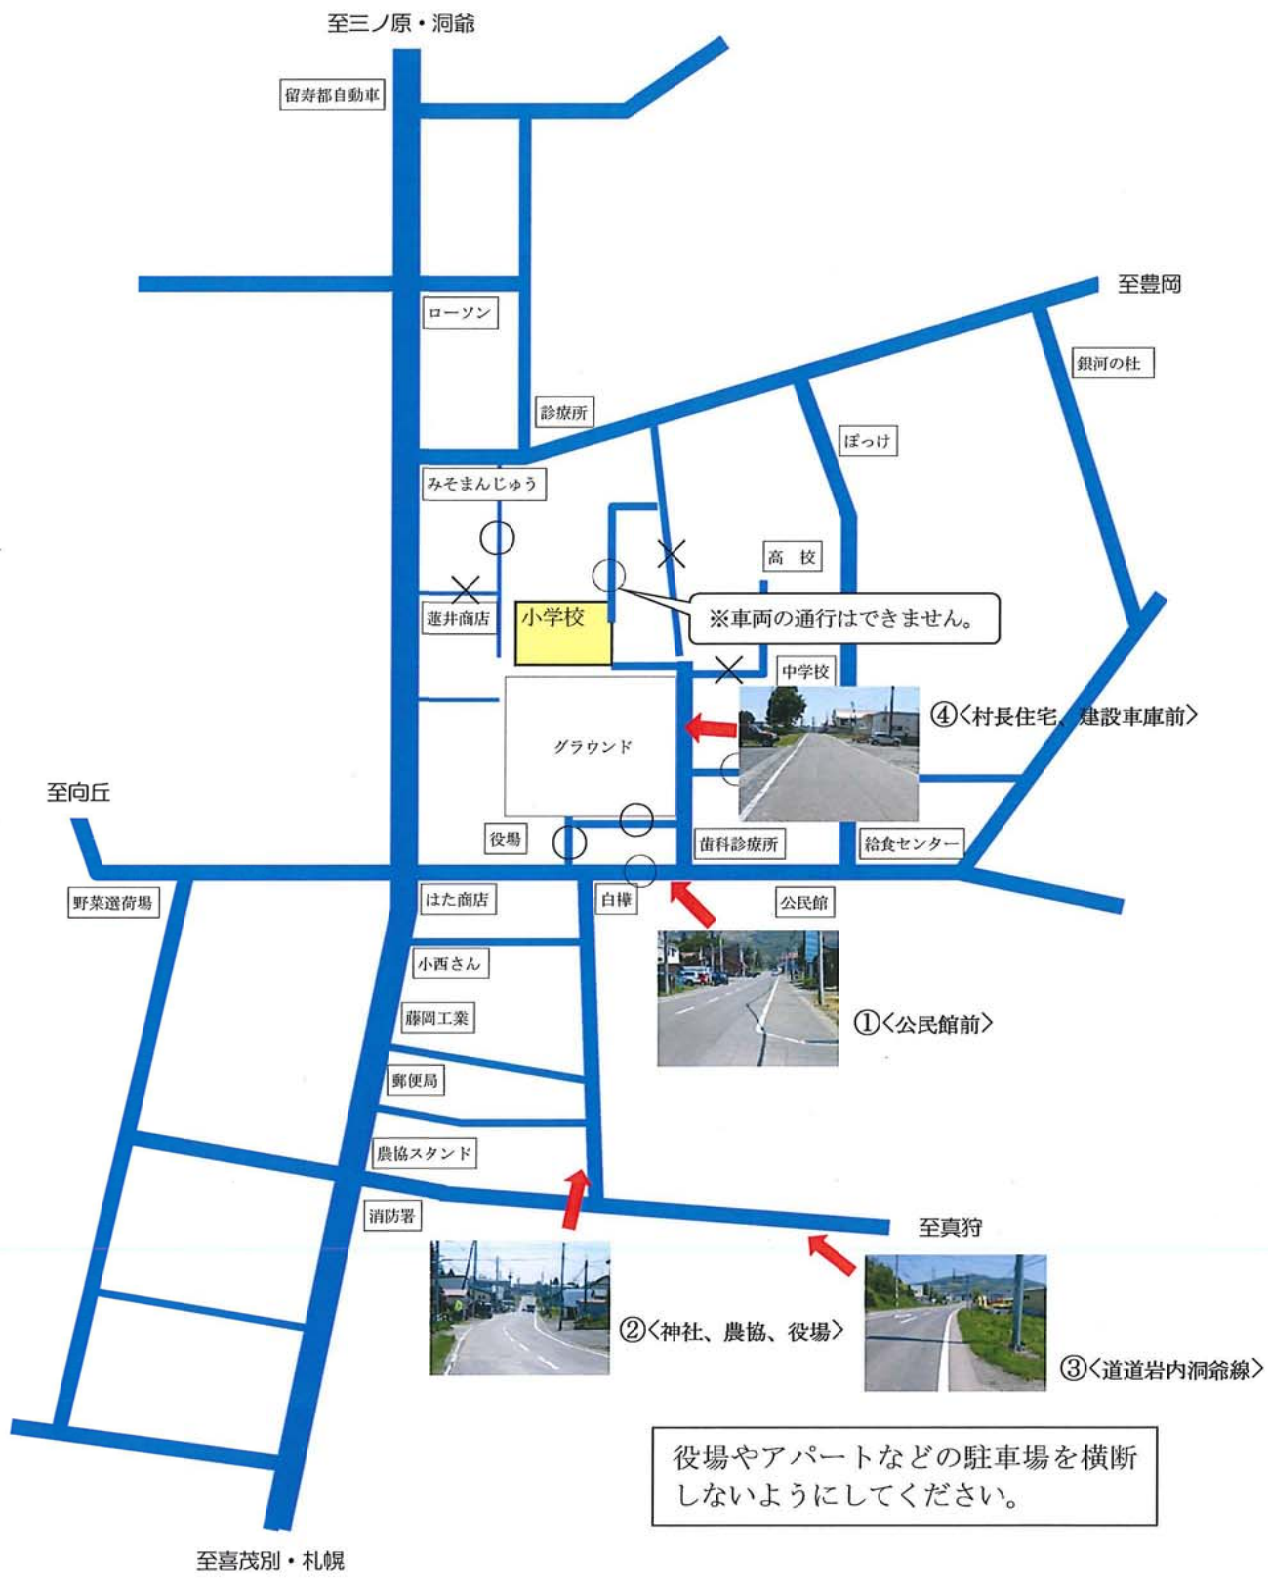 至三ノ原・洞爺
留寿都自動車
至豊岡
ローソン
銀河の杜
診療所
ぽっけ
みそまんじゅう
高　校
蓮井商店
小学校
※車両の通行はできません。
中学校
④<村長住宅、建設車庫前>
グラウンド
至向丘
役場
歯科診療所
給食センター
野菜選荷場
はた商店
白樺
公民館
小西さん
藤岡工業
①<公民館前>
郵便局
農協スタンド
消防署
至真狩
②<神社、農協、役場>
③<道道岩内洞爺線>
役場やアパートなどの駐車場を横断
しないようにしてください。
至喜茂別・札幌